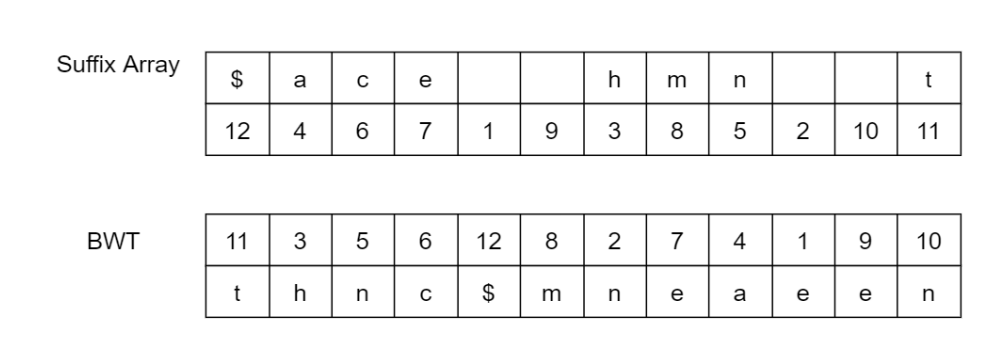 Suffix Array
$ a c e h m n t
12 4 6 7 1 9 3 8 5 2 10 11
BWT
11 3 5 6 12 8 2 7 4 1 9 10
t h n c $ m n e a e e n